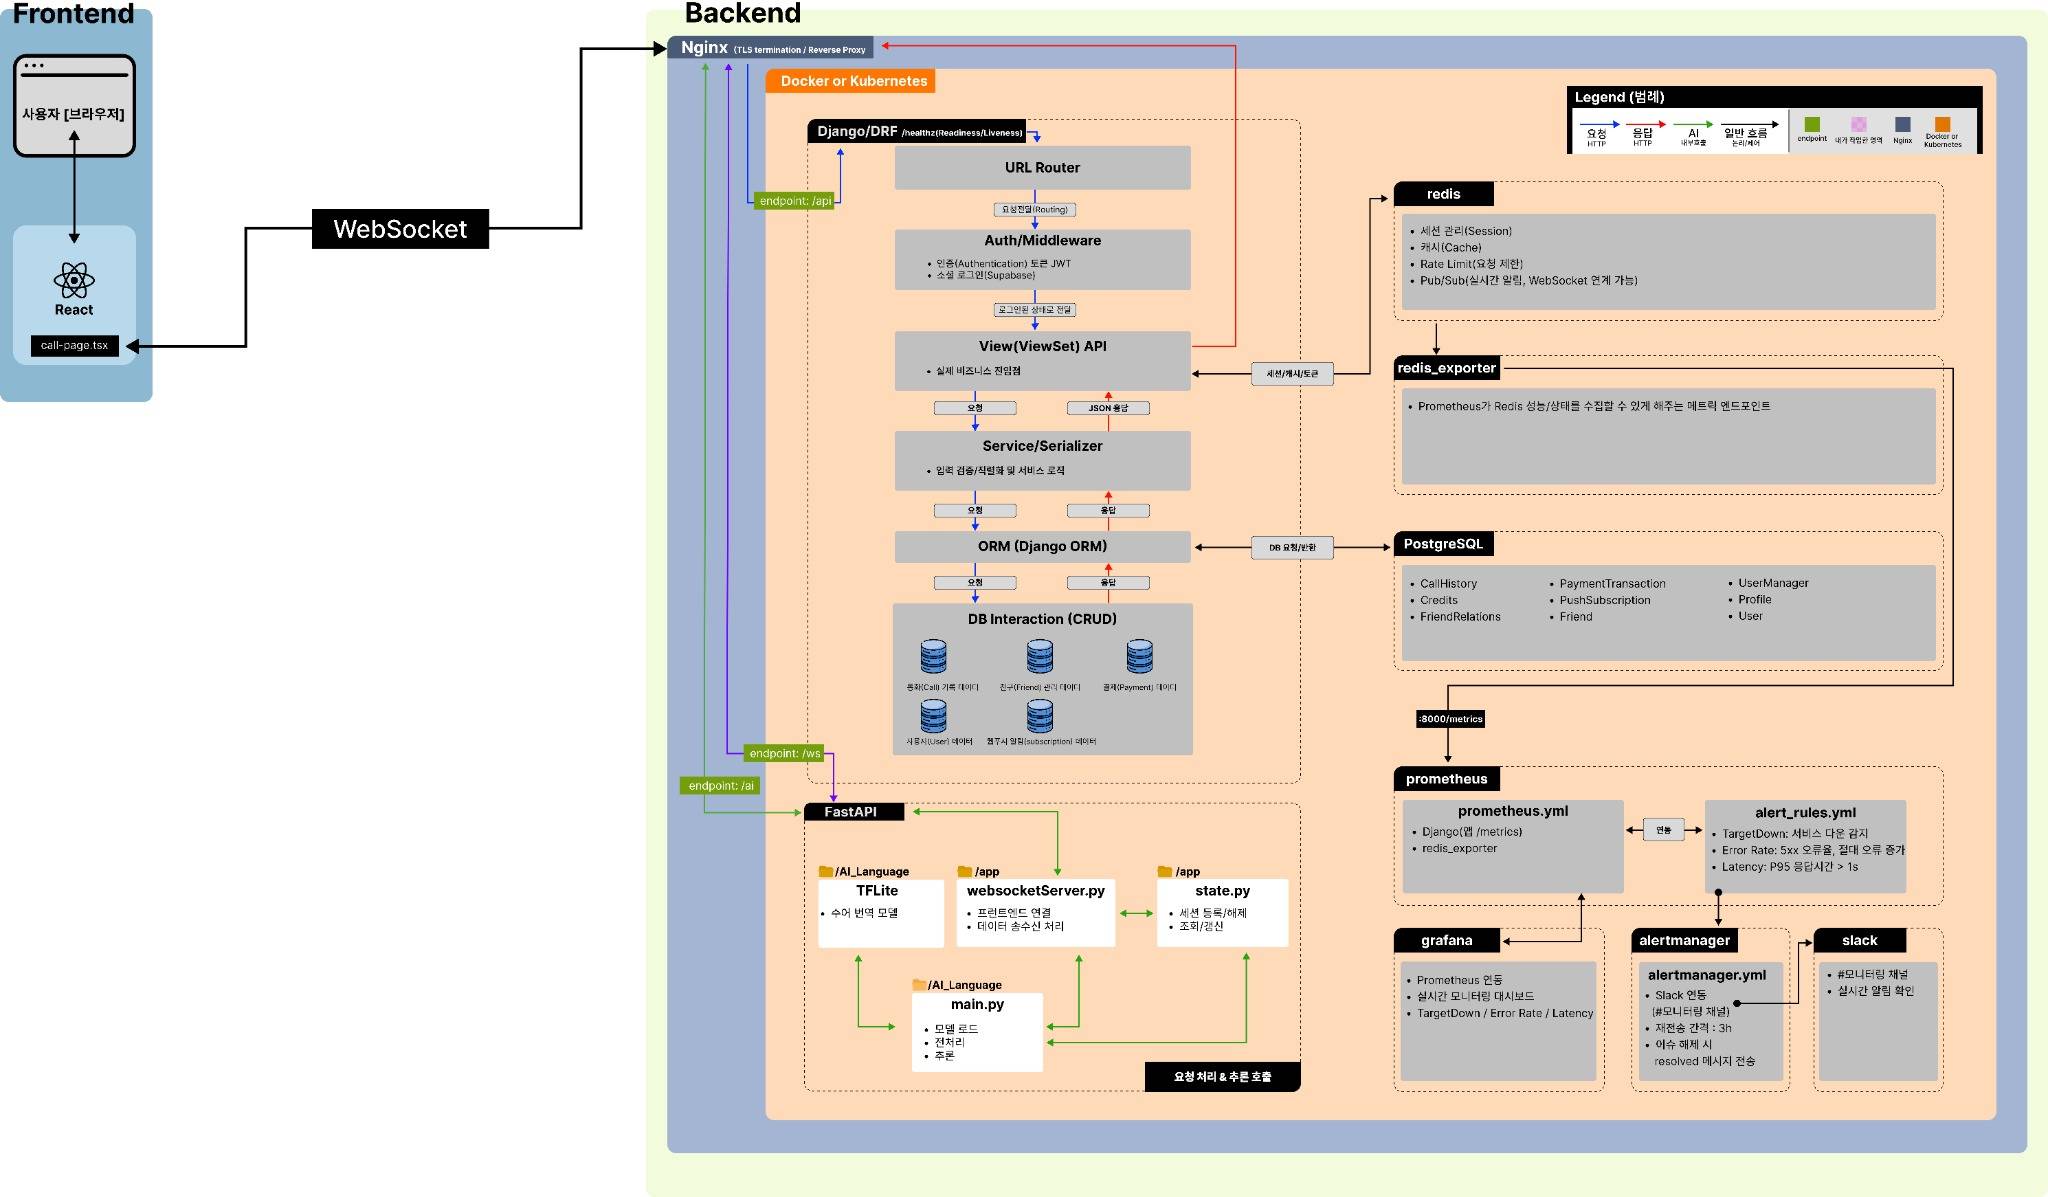 Frontend
사용자 [브라우저]
React
call-page.tsx
WebSocket
Backend
Nginx (TLS termination / Reverse Proxy
Docker or Kubernetes
Legend (범례)
요청
HTTP
응답
HTTP
AI
내부호출
일반 흐름
논리/제어
endpoint
내가 작업한 영역
Nginx
Docker or
Kubernetes
Django/DRF /healthz(Readiness/Liveness)
endpoint: /api
URL Router
요청전달(Routing)
Auth/Middleware
• 인증(Authentication) 토큰 JWT
• 소셜 로그인(Supabase)
로그인된 상태로 전달
View(ViewSet) API
• 실제 비즈니스 진입점
요청
JSON 응답
Service/Serializer
• 입력 검증/직렬화 및 서비스 로직
요청
응답
ORM (Django ORM)
요청
응답
DB Interaction (CRUD)
통화(Call) 기록 데이터
친구(Friend) 관리 데이터
결제(Payment) 데이터
사용자(User) 데이터
웹푸시 알림(subscription) 데이터
세션/캐시/토큰
DB 요청/반환
endpoint: /ws
endpoint: /ai
FastAPI
/AI_Language
TFLite
• 수어 번역 모델
/app
websocketServer.py
• 프런트엔드 연결
• 데이터 송수신 처리
/app
state.py
• 세션 등록/해제
• 조회/갱신
/AI_Language
main.py
• 모델 로드
• 전처리
• 추론
요청 처리 & 추론 호출
redis
• 세션 관리(Session)
• 캐시(Cache)
• Rate Limit(요청 제한)
• Pub/Sub(실시간 알림, WebSocket 연계 가능)
redis_exporter
• Prometheus가 Redis 성능/상태를 수집할 수 있게 해주는 메트릭 엔드포인트
PostgreSQL
• CallHistory
• Credits
• FriendRelations
• PaymentTransaction
• PushSubscription
• Friend
• UserManager
• Profile
• User
:8000/metrics
prometheus
prometheus.yml
• Django(앱 /metrics)
• redis_exporter
연동
alert_rules.yml
• TargetDown: 서비스 다운 감지
• Error Rate: 5xx 오류율, 절대 오류 증가
• Latency: P95 응답시간 > 1s
grafana
• Prometheus 연동
• 실시간 모니터링 대시보드
• TargetDown / Error Rate / Latency
alertmanager
alertmanager.yml
• Slack 연동
(#모니터링 채널)
• 재전송 간격 : 3h
• 이슈 해제 시
resolved 메시지 전송
slack
• #모니터링 채널
• 실시간 알림 확인